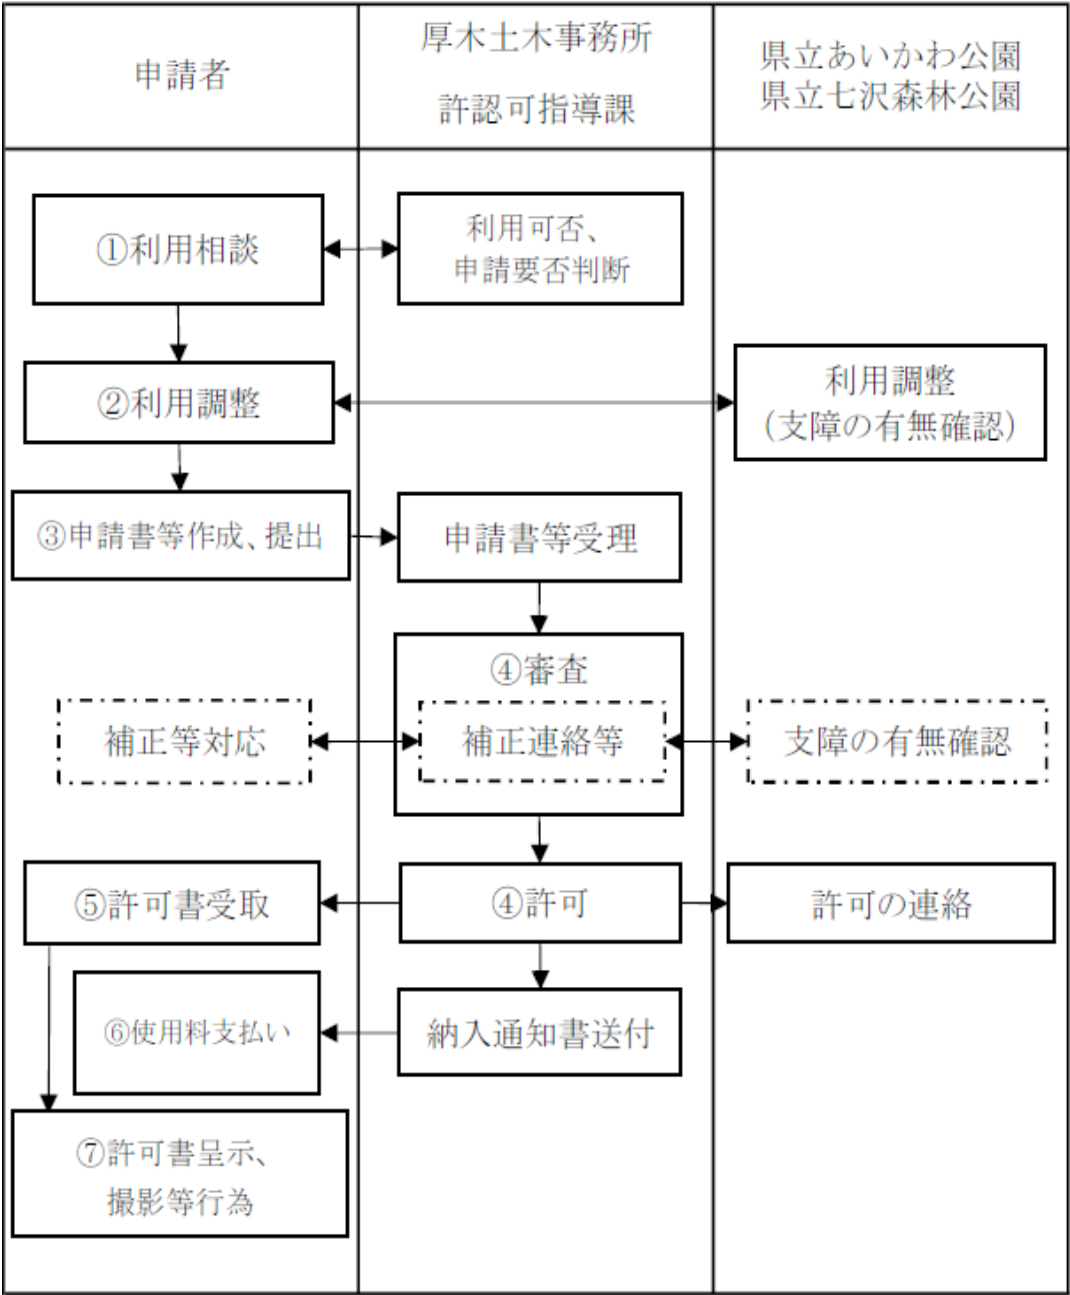 申請者
厚木土木事務所
許認可指導課
県立あいかわ公園
県立七沢森林公園
①利用相談
利用可否、
申請要否判断
②利用調整
利用調整
(支障の有無確認)
③申請書等作成、提出
申請書等受理
④審査
補正等対応
補正連絡等
支障の有無確認
⑤許可書受取
④許可
許可の連絡
⑥使用料支払い
納入通知書送付
⑦許可書呈示、
撮影等行為